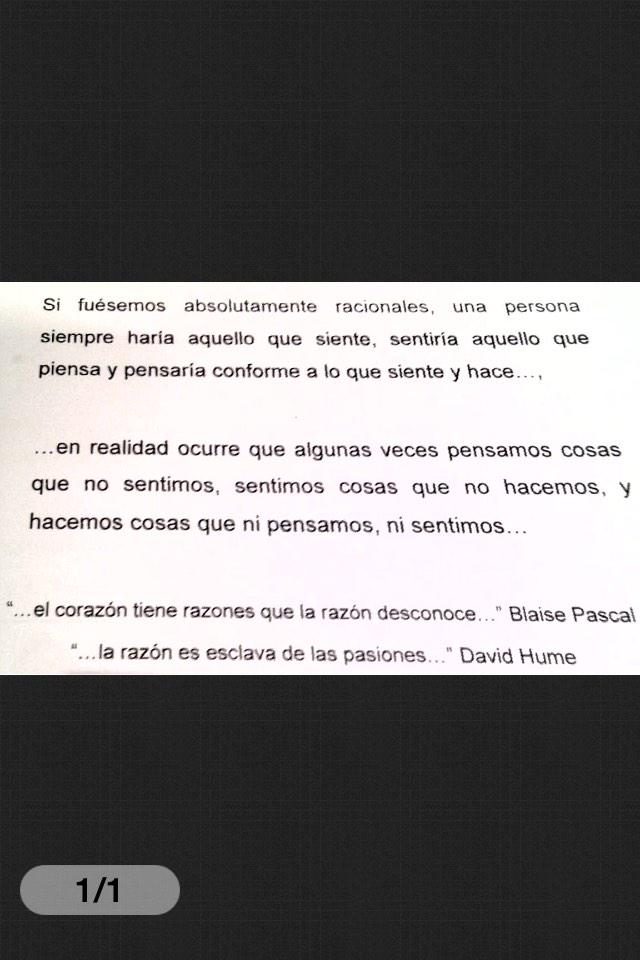 Si fuésemos absolutamente racionales, una persona
siempre haría aquello que siente, sentiría aquello que
piensa y pensaría conforme a lo que siente y hace...,
...en realidad ocurre que algunas veces pensamos cosas
que no sentimos, sentimos cosas que no hacemos, y
hacemos cosas que ni pensamos, ni sentimos...
“...el corazón tiene razones que la razón desconoce...” Blaise Pascal
“...la razón es esclava de las pasiones...” David Hume
1/1